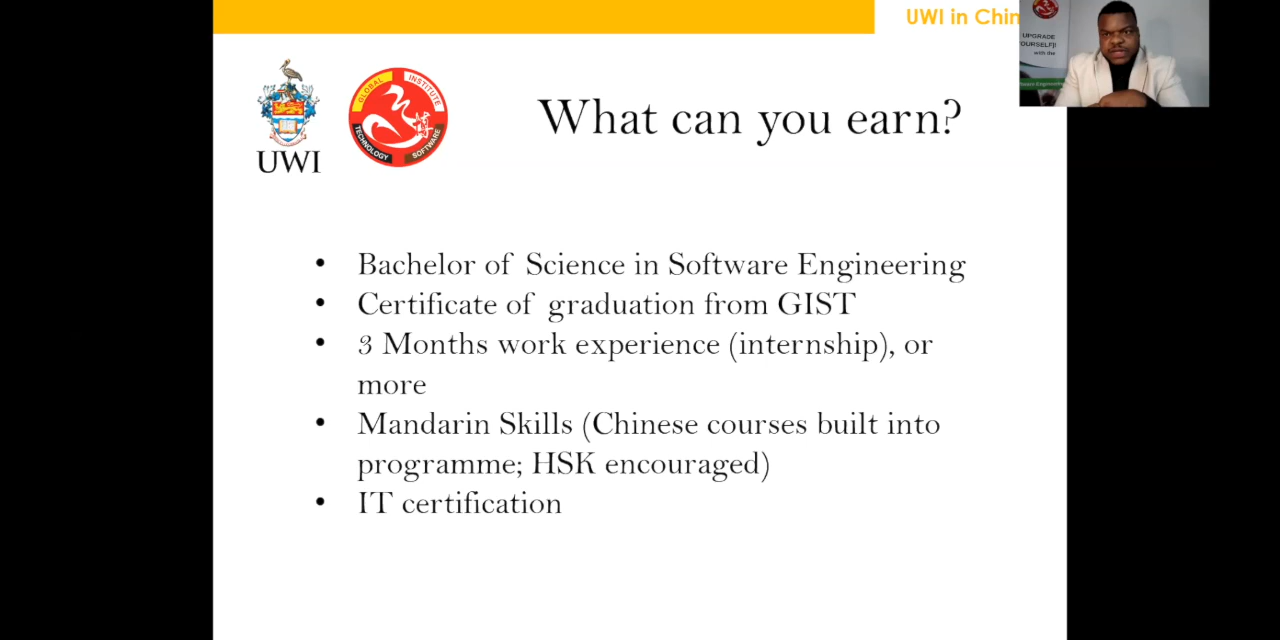 UWI in Chin
UPGRADE
YOURSELF!
with the
UWI
GLOBAL
INSTITUTE
TECHNOLOGY
SOFTWARE
What can you earn?
• Bachelor of Science in Software Engineering
• Certificate of graduation from GIST
• 3 Months work experience (internship), or
more
• Mandarin Skills (Chinese courses built into
programme; HSK encouraged)
• IT certification